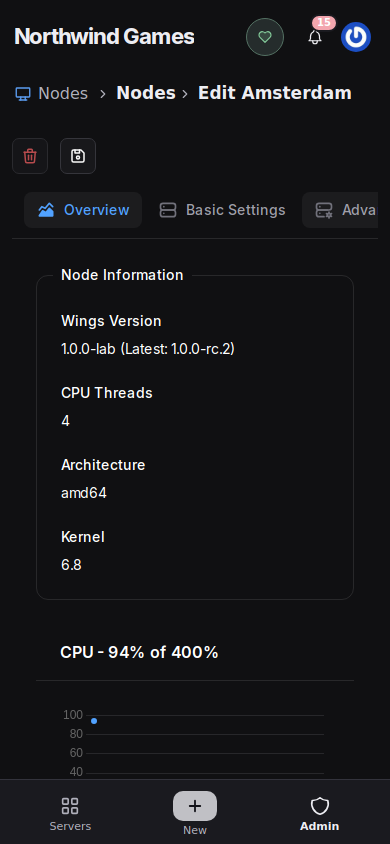 Northwind Games
15
Nodes › Nodes › Edit Amsterdam
Overview Basic Settings Adva
Node Information
Wings Version
1.0.0-lab (Latest: 1.0.0-rc.2)
CPU Threads
4
Architecture
amd64
Kernel
6.8
CPU - 94% of 400%
100
80
60
40
Servers New Admin